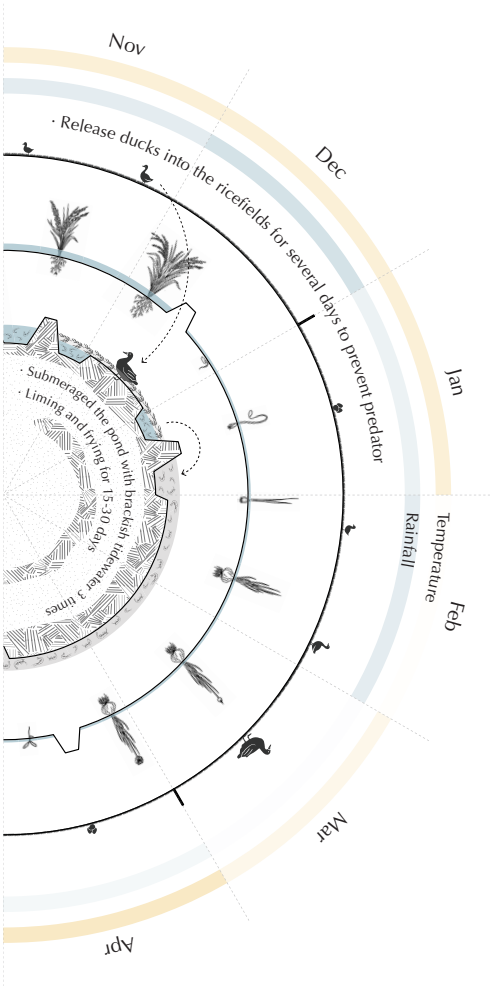 Nov
Dec
Jan
Feb
Mar
Apr
Temperature
Rainfall
· Release ducks into the ricefields for several days to prevent predator
· Submeraged the pond with brackish tidewater 3 times
· Liming and frying for 15-30 days